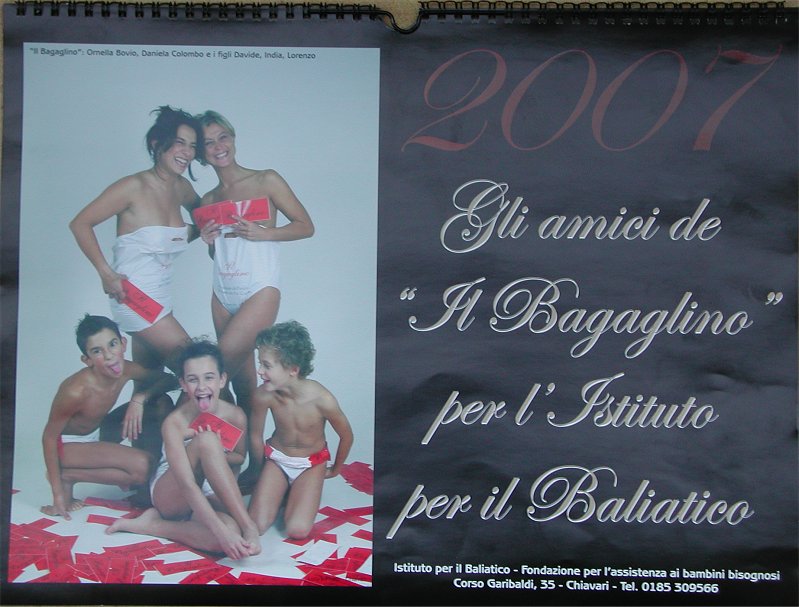 "Il Bagaglino": Ornella Bovio, Daniela Colombo e i figli Davide, India, Lorenzo
2007
Gli amici de
"Il Bagaglino"
per l'Istituto
per il Baliatico
Istituto per il Baliatico - Fondazione per l'assistenza ai bambini bisognosi
Corso Garibaldi, 35 - Chiavari - Tel. 0185 309566